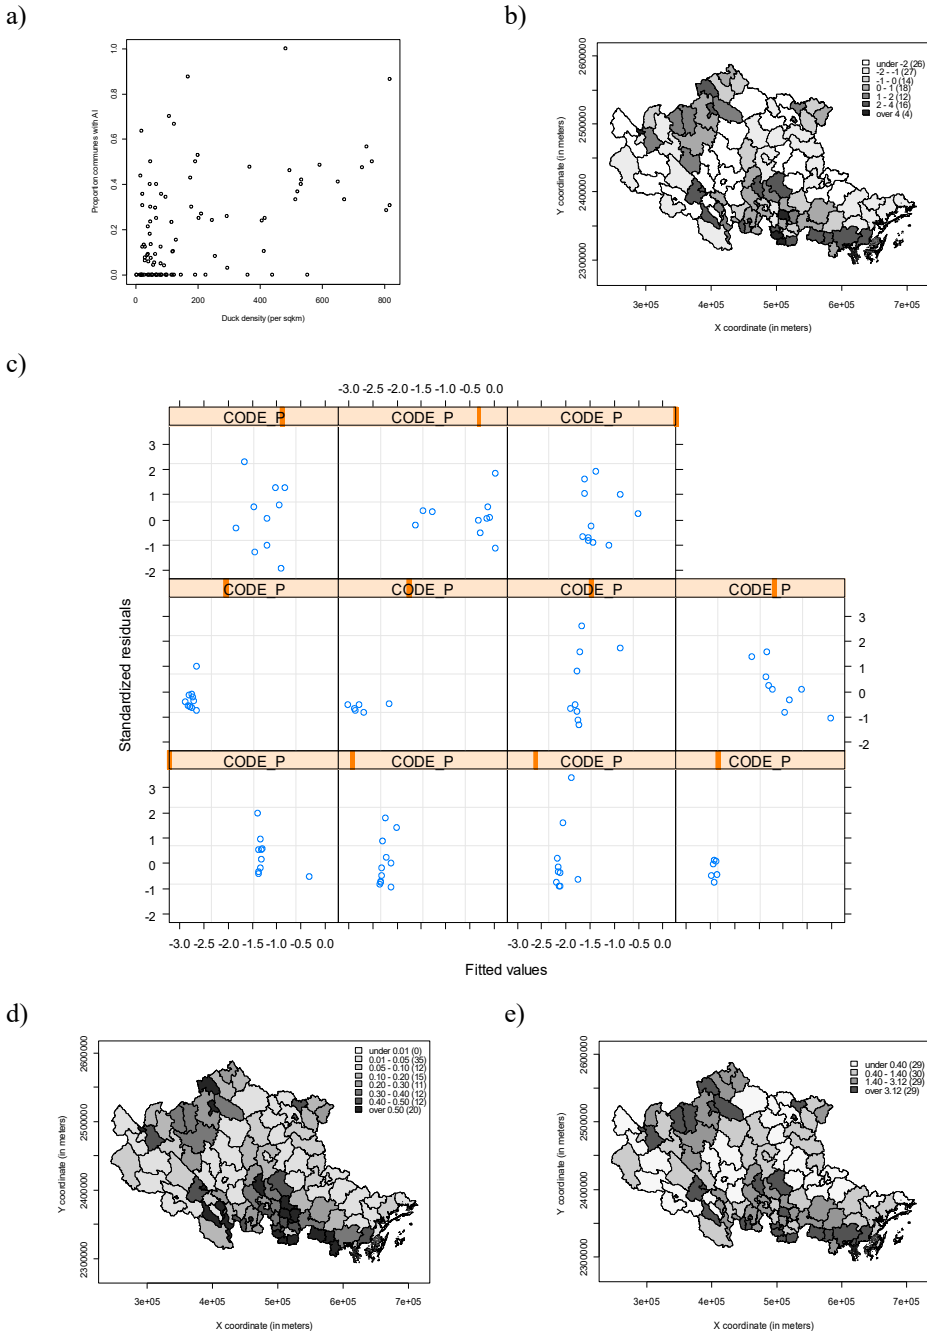 a)
1.0
0.8
0.6
0.4
0.2
0.0
Proportion communes with AI
0 200 400 600 800
Duck density (per sqkm)
b)
2600000
2500000
2400000
2300000
Y coordinate (in meters)
under -2 (26)
-2 - -1 (27)
-1 - 0 (14)
0 - 1 (18)
1 - 2 (12)
2 - 4 (16)
over 4 (4)
3e+05 4e+05 5e+05 6e+05 7e+05
X coordinate (in meters)
c)
-3.0 -2.5 -2.0 -1.5 -1.0 -0.5 0.0
CODE_P CODE_P CODE_P
3
2
1
0
-1
-2
CODE_P CODE_P CODE_P CODE_P
3
2
1
0
-1
-2
Standardized residuals
CODE_P CODE_P CODE_P CODE_P
3
2
1
0
-1
-2
-3.0 -2.5 -2.0 -1.5 -1.0 -0.5 0.0 -3.0 -2.5 -2.0 -1.5 -1.0 -0.5 0.0
Fitted values
d)
2600000
2500000
2400000
2300000
Y coordinate (in meters)
under 0.01 (0)
0.01 - 0.05 (35)
0.05 - 0.10 (12)
0.10 - 0.20 (15)
0.20 - 0.30 (11)
0.30 - 0.40 (12)
0.40 - 0.50 (12)
over 0.50 (20)
3e+05 4e+05 5e+05 6e+05 7e+05
X coordinate (in meters)
e)
2600000
2500000
2400000
2300000
Y coordinate (in meters)
under 0.40 (29)
0.40 - 1.40 (30)
1.40 - 3.12 (29)
over 3.12 (29)
3e+05 4e+05 5e+05 6e+05 7e+05
X coordinate (in meters)